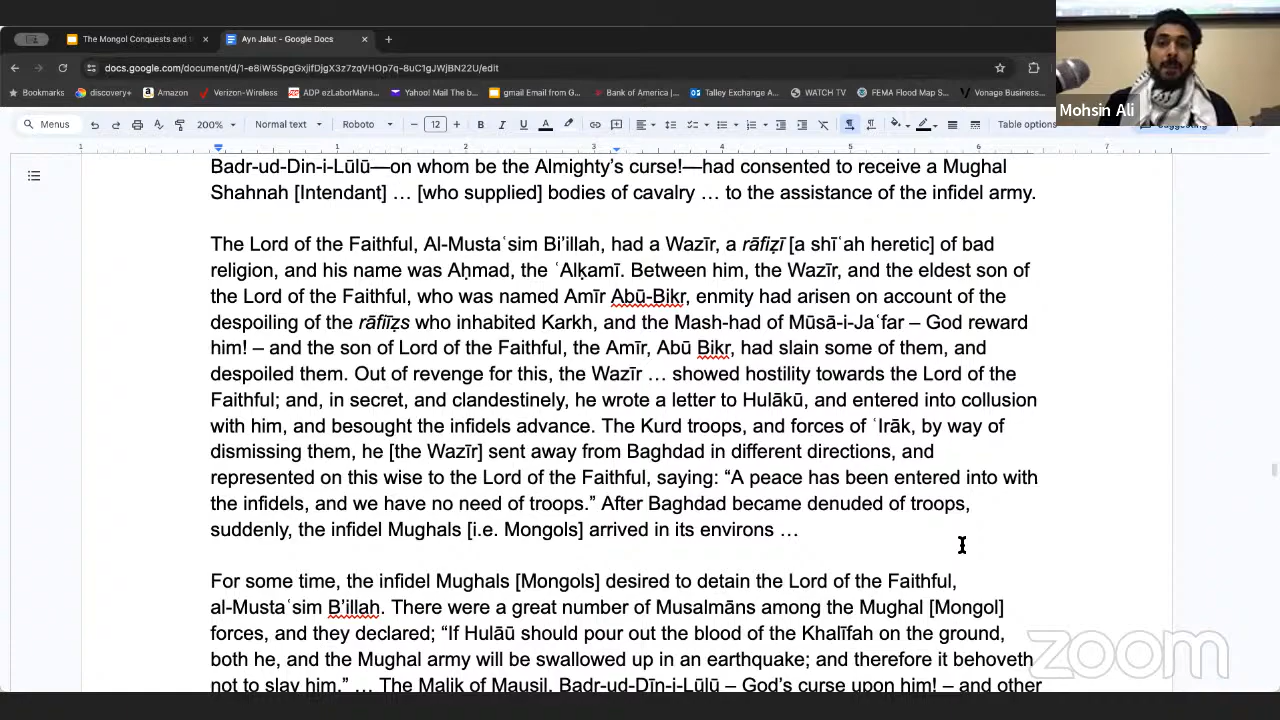 The Mongol Conquests and t
Ayn Jalut - Google Docs
docs.google.com/document/d/1-e8IW5SpgGxjlfDjgX3z7zqVHOp7q-8uC1gJWjBN22U/edit
Bookmarks discovery+ Amazon Verizon-Wireless ADP ezLaborMana... Yahoo! Mail The b... gmail Email from G... Bank of America |... Talley Exchange A... WATCH TV FEMA Flood Map S... Vonage Business...
Mohsin Ali
Menus 200% Normal text Roboto 12 Table options
1 1 2 3 4 5 6 7
Badr-ud-Din-i-Lūlū—on whom be the Almighty’s curse!—had consented to receive a Mughal
Shahnah [Intendant] … [who supplied] bodies of cavalry … to the assistance of the infidel army.
The Lord of the Faithful, Al-Mustaʿsim Bi’illah, had a Wazīr, a rāfiẓī [a shīʿah heretic] of bad
religion, and his name was Aḥmad, the ʿAlḳamī. Between him, the Wazīr, and the eldest son of
the Lord of the Faithful, who was named Amīr Abū-Bikr, enmity had arisen on account of the
despoiling of the rāfiīẓs who inhabited Karkh, and the Mash-had of Mūsā-i-Jaʿfar – God reward
him! – and the son of Lord of the Faithful, the Amīr, Abū Bikr, had slain some of them, and
despoiled them. Out of revenge for this, the Wazīr … showed hostility towards the Lord of the
Faithful; and, in secret, and clandestinely, he wrote a letter to Hulākū, and entered into collusion
with him, and besought the infidels advance. The Kurd troops, and forces of ʿIrāk, by way of
dismissing them, he [the Wazīr] sent away from Baghdad in different directions, and
represented on this wise to the Lord of the Faithful, saying: “A peace has been entered into with
the infidels, and we have no need of troops.” After Baghdad became denuded of troops,
suddenly, the infidel Mughals [i.e. Mongols] arrived in its environs …
For some time, the infidel Mughals [Mongols] desired to detain the Lord of the Faithful,
al-Mustaʿsim B’illah. There were a great number of Musalmāns among the Mughal [Mongol]
forces, and they declared; “If Hulāū should pour out the blood of the Khalīfah on the ground,
both he, and the Mughal army will be swallowed up in an earthquake; and therefore it behoveth
not to slay him.” … The Malik of Mausil, Badr-ud-Dīn-i-Lūlū – God’s curse upon him! – and other
zoom